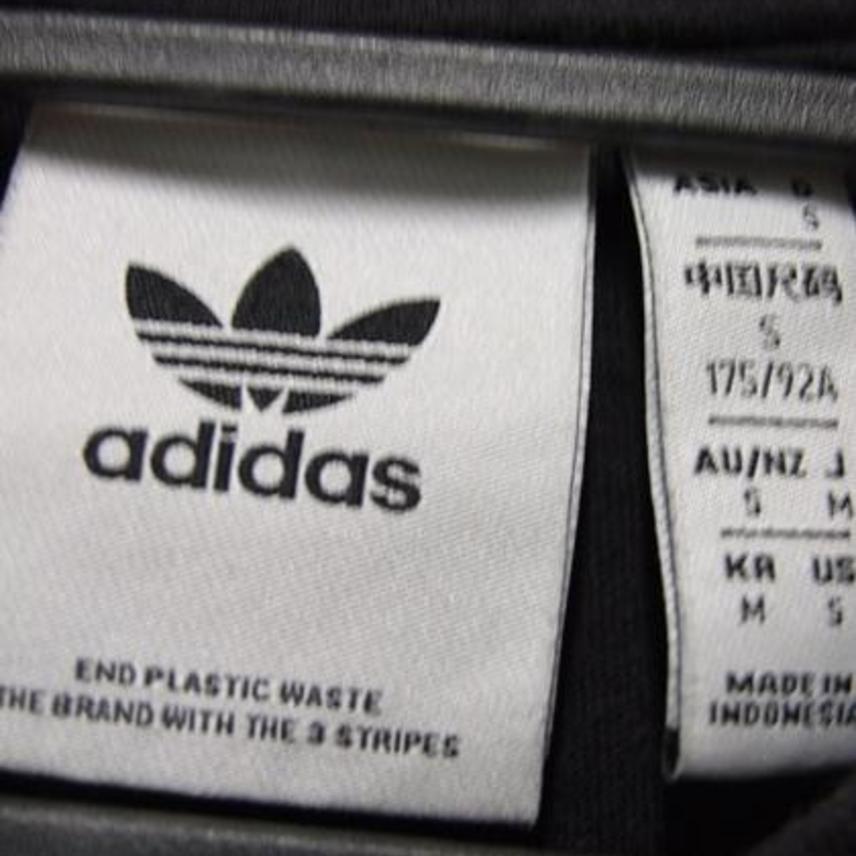 adidas
END PLASTIC WASTE
THE BRAND WITH THE 3 STRIPES
ASIA D
S
中国尺码
S
175/92A
AU/NZ J
S M
KR US
M S
MADE IN
INDONESIA